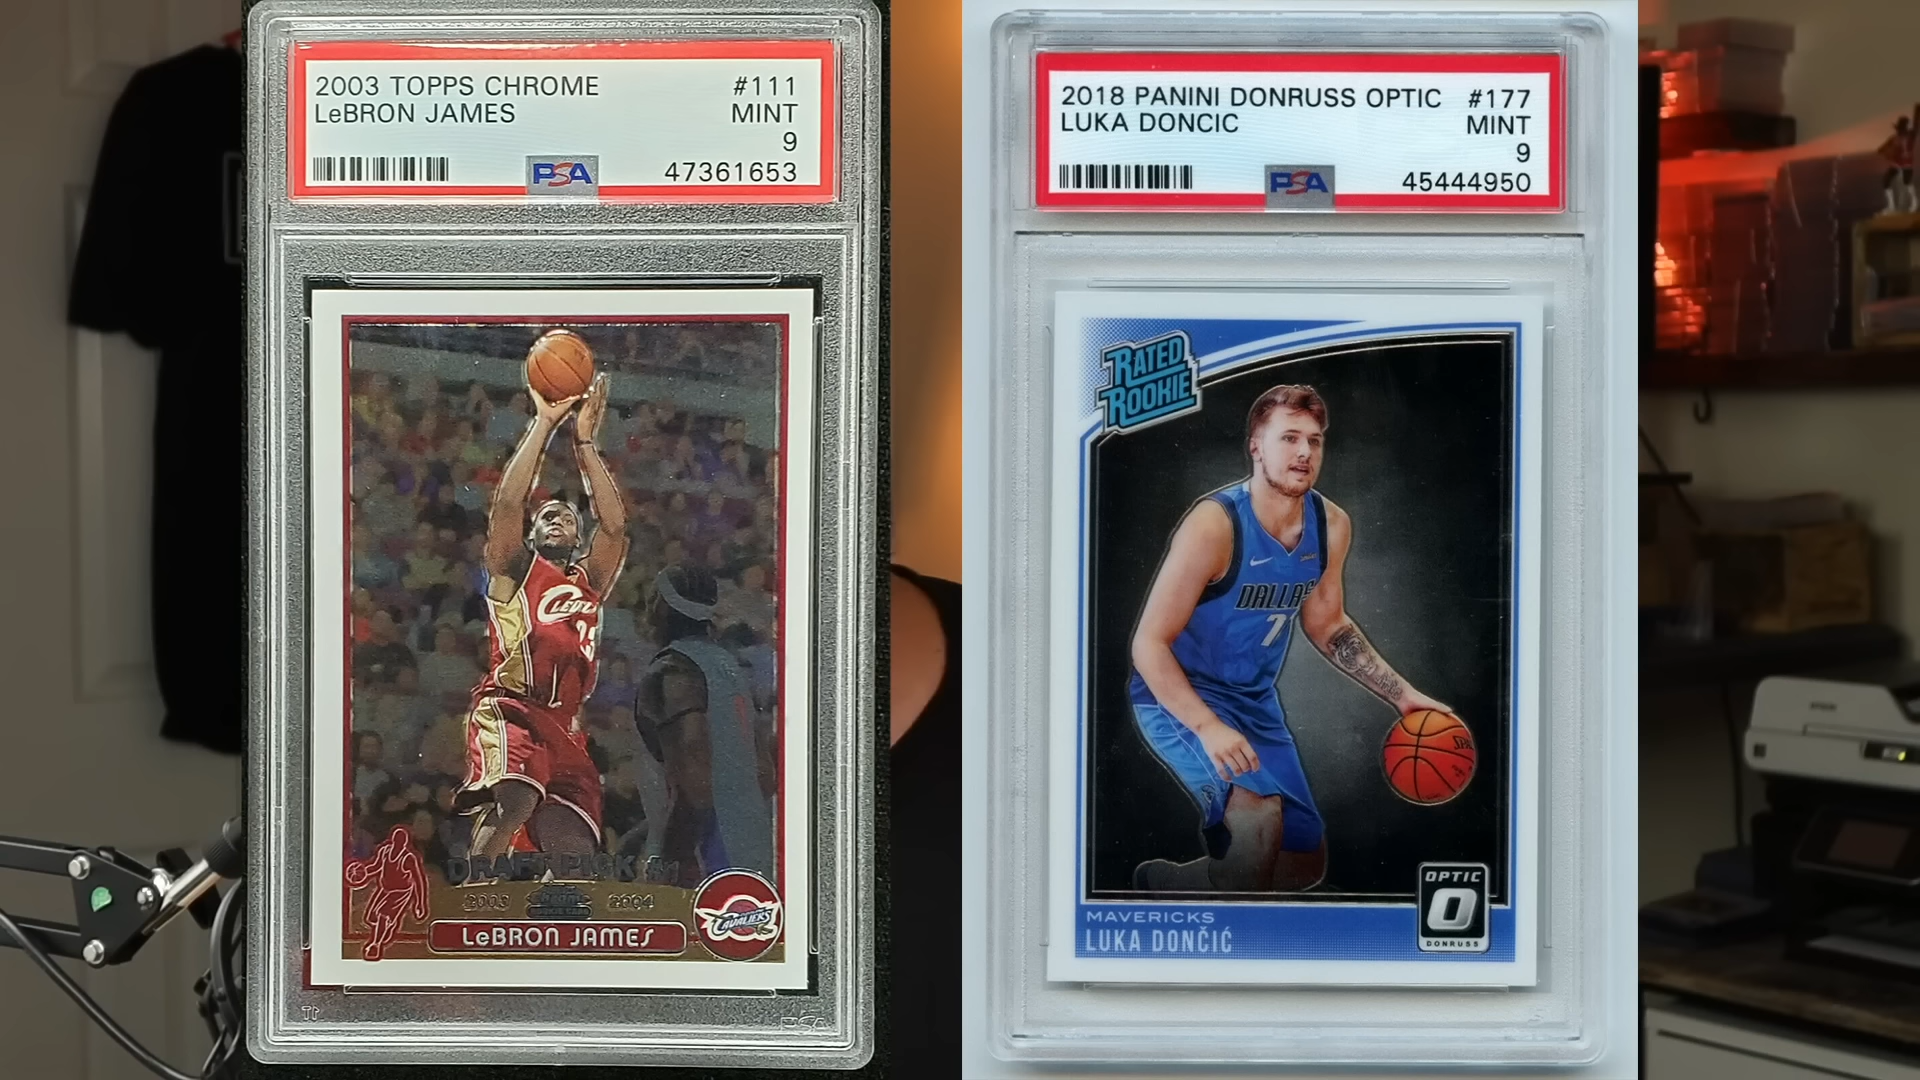 2003 TOPPS CHROME #111
LeBRON JAMES MINT
9
PSA 47361653
DRAFT PICK #1
2003 2004
LeBRON JAMES
CAVALIERS
2018 PANINI DONRUSS OPTIC #177
LUKA DONCIC MINT
9
PSA 45444950
RATED
ROOKIE
DALLAS
7
OPTIC
DONRUSS
MAVERICKS
LUKA DONČIĆ
PSA